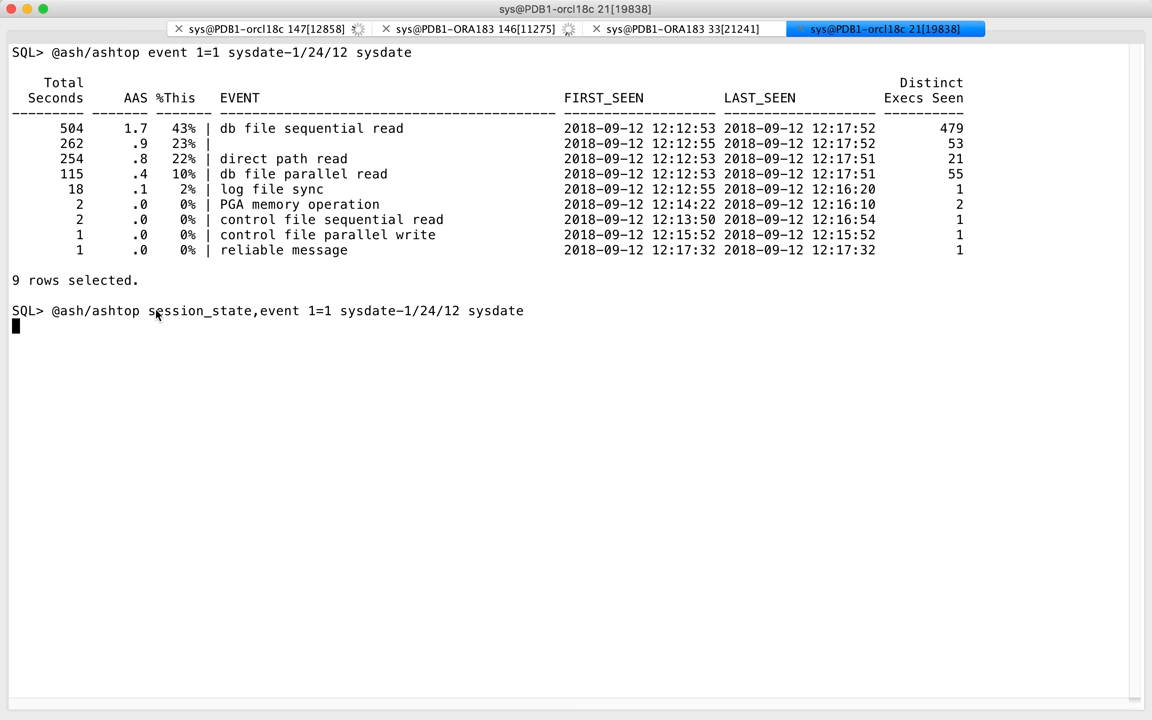 sys@PDB1-orcl18c 21[19838]
sys@PDB1-orcl18c 147[12858] sys@PDB1-ORA183 146[11275] sys@PDB1-ORA183 33[21241] sys@PDB1-orcl18c 21[19838]
SQL> @ash/ashtop event 1=1 sysdate-1/24/12 sysdate
    Total                                                                                                      Distinct
  Seconds     AAS %This   EVENT                                      FIRST_SEEN          LAST_SEEN           Execs Seen
--------- ------- ------- ------------------------------------------ ------------------- ------------------- ----------
      504     1.7   43% | db file sequential read                    2018-09-12 12:12:53 2018-09-12 12:17:52        479
      262      .9   23% |                                            2018-09-12 12:12:55 2018-09-12 12:17:52         53
      254      .8   22% | direct path read                           2018-09-12 12:12:53 2018-09-12 12:17:51         21
      115      .4   10% | db file parallel read                      2018-09-12 12:12:53 2018-09-12 12:17:51         55
       18      .1    2% | log file sync                              2018-09-12 12:12:55 2018-09-12 12:16:20          1
        2      .0    0% | PGA memory operation                       2018-09-12 12:14:22 2018-09-12 12:16:10          2
        2      .0    0% | control file sequential read               2018-09-12 12:13:50 2018-09-12 12:16:54          1
        1      .0    0% | control file parallel write                2018-09-12 12:15:52 2018-09-12 12:15:52          1
        1      .0    0% | reliable message                           2018-09-12 12:17:32 2018-09-12 12:17:32          1
9 rows selected.
SQL> @ash/ashtop session_state,event 1=1 sysdate-1/24/12 sysdate